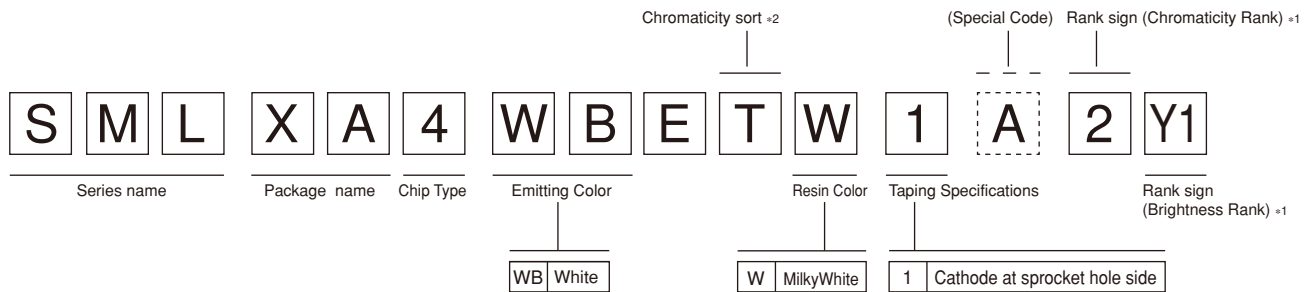 Chromaticity sort *2 (Special Code) Rank sign (Chromaticity Rank) *1
S M L X A 4 W B E T W 1 A 2 Y1
Series name Package name Chip Type Emitting Color Resin Color Taping Specifications Rank sign
(Brightness Rank) *1
WB White W MilkyWhite 1 Cathode at sprocket hole side